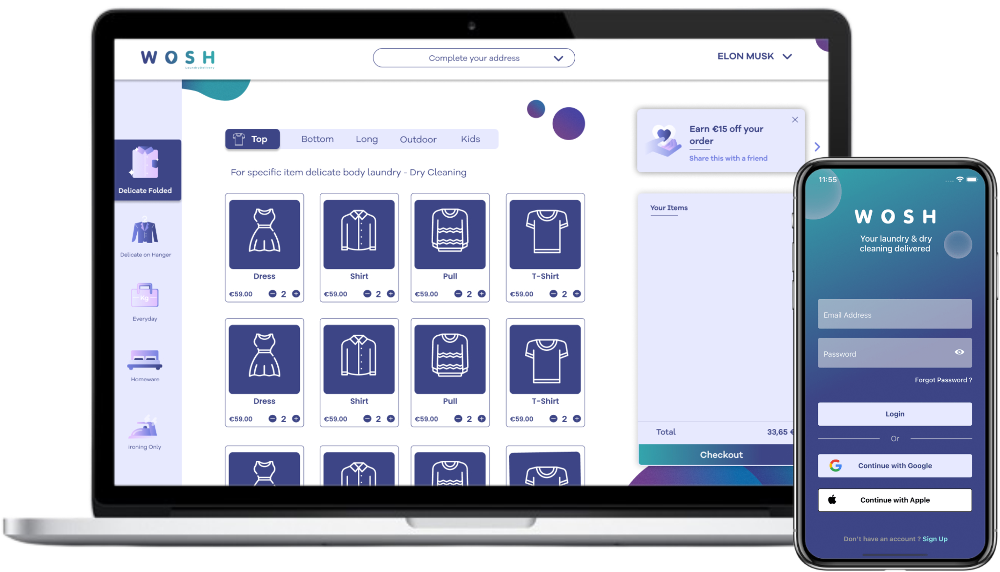 WOSH
LaundryDelivery
Complete your address
ELON MUSK
Delicate Folded
Delicate on Hanger
Kg
Everyday
Homeware
ironing Only
Top Bottom Long Outdoor Kids
For specific item delicate body laundry - Dry Cleaning
Dress Shirt Pull T-Shirt
€59.00 2 €59.00 2 €59.00 2 €59.00 2
Dress Shirt Pull T-Shirt
€59.00 2 €59.00 2 €59.00 2 €59.00 2
Earn €15 off your
order
Share this with a friend
Your Items
Total 33,65 €
Checkout
11:55
WOSH
Your laundry & dry
cleaning delivered
Email Address
Password
Forgot Password ?
Login
Or
Continue with Google
Continue with Apple
Don't have an account ? Sign Up